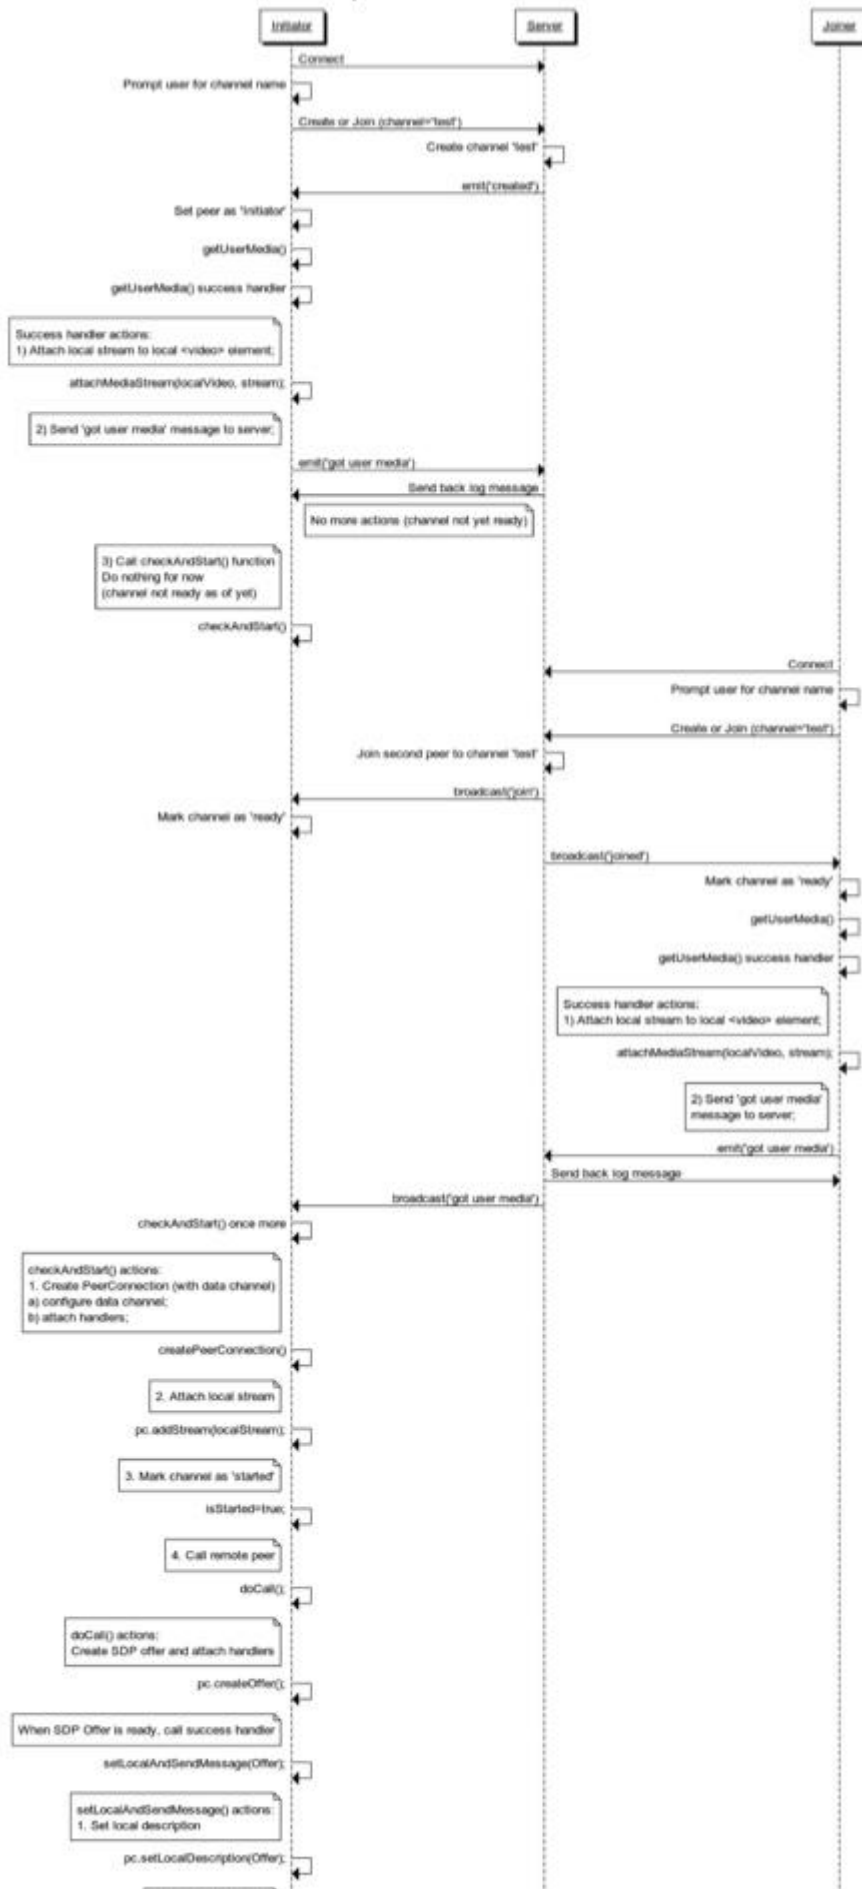 Initiator
Server
Joiner
Connect
Prompt user for channel name
Create or Join (channel='test')
Create channel 'test'
emit('created')
Set peer as 'Initiator'
getUserMedia()
getUserMedia() success handler
Success handler actions:
1) Attach local stream to local <video> element;
attachMediaStream(localVideo, stream);
2) Send 'got user media' message to server;
emit('got user media')
Send back log message
No more actions (channel not yet ready)
3) Call checkAndStart() function
Do nothing for now
(channel not ready as of yet)
checkAndStart()
Connect
Prompt user for channel name
Create or Join (channel='test')
Join second peer to channel 'test'
broadcast('join')
Mark channel as 'ready'
broadcast('joined')
Mark channel as 'ready'
getUserMedia()
getUserMedia() success handler
Success handler actions:
1) Attach local stream to local <video> element;
attachMediaStream(localVideo, stream);
2) Send 'got user media'
message to server;
emit('got user media')
Send back log message
broadcast('got user media')
checkAndStart() once more
checkAndStart() actions:
1. Create PeerConnection (with data channel)
a) configure data channel;
b) attach handlers;
createPeerConnection()
2. Attach local stream
pc.addStream(localStream);
3. Mark channel as 'started'
isStarted=true;
4. Call remote peer
doCall();
doCall() actions:
Create SDP offer and attach handlers
pc.createOffer();
When SDP Offer is ready, call success handler
setLocalAndSendMessage(Offer);
setLocalAndSendMessage() actions:
1. Set local description
pc.setLocalDescription(Offer);